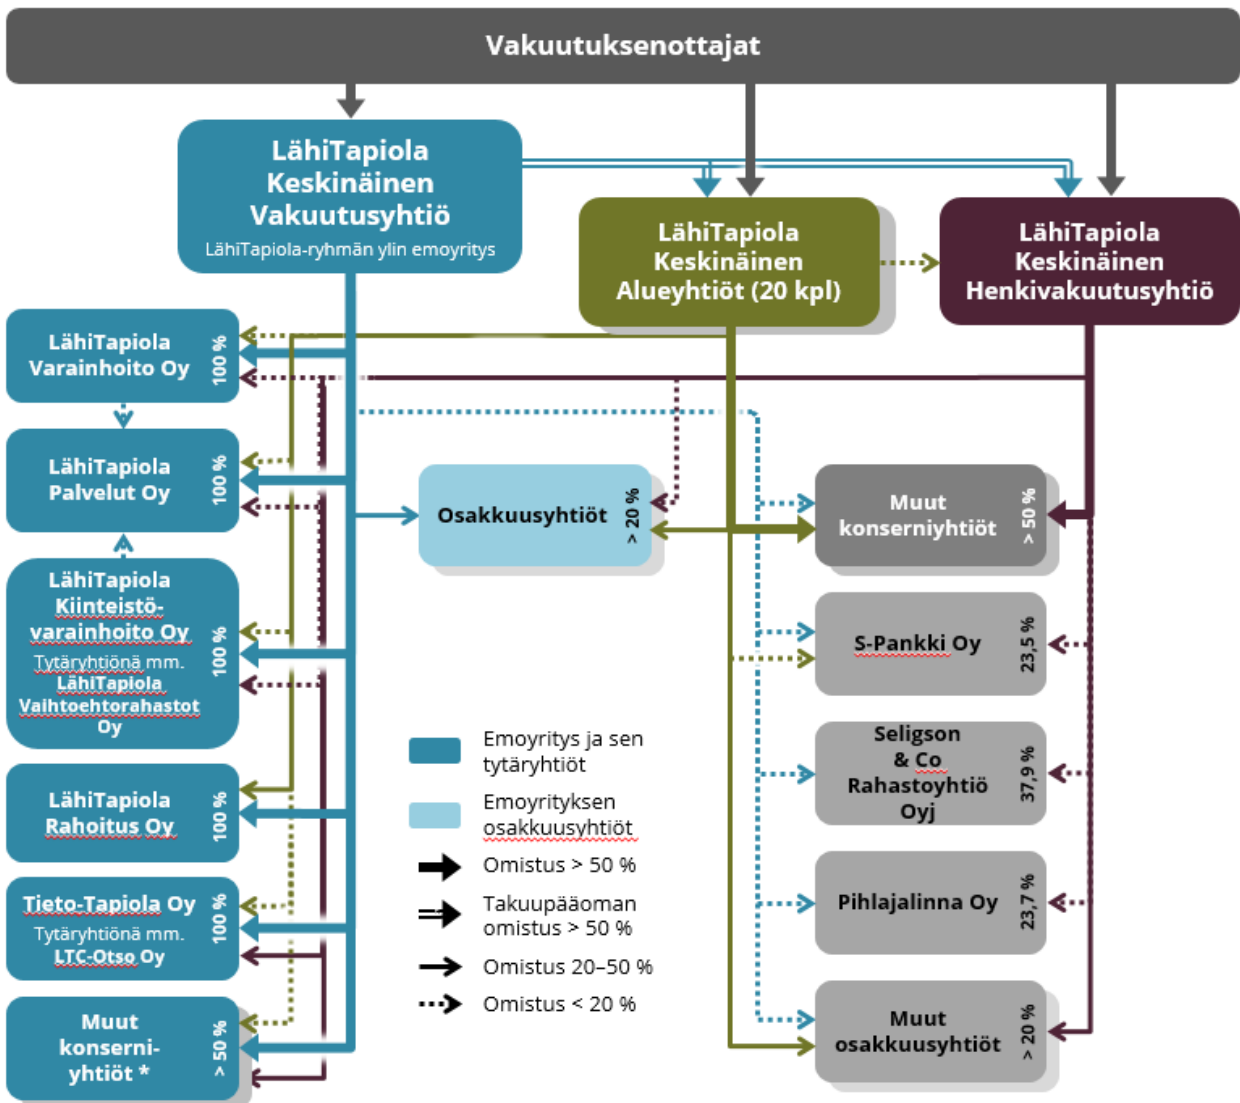 Vakuutuksenottajat
LähiTapiola
Keskinäinen
Vakuutusyhtiö
LähiTapiola-ryhmän ylin emoyritys
LähiTapiola
Keskinäinen
Alueyhtiöt (20 kpl)
LähiTapiola
Keskinäinen
Henkivakuutusyhtiö
LähiTapiola
Varainhoito Oy
100 %
LähiTapiola
Palvelut Oy
100 %
LähiTapiola
Kiinteistö-
varainhoito Oy
Tytäryhtiönä mm.
LähiTapiola
Vaihtoehtorahastot
Oy
100 %
LähiTapiola
Rahoitus Oy
100 %
Tieto-Tapiola Oy
Tytäryhtiönä mm.
LTC-Otso Oy
100 %
Muut
konserni-
yhtiöt *
> 50 %
Osakkuusyhtiöt
> 20 %
Emoyritys ja sen
tytäryhtiöt
Emoyrityksen
osakkuusyhtiöt
Omistus > 50 %
Takuupääoman
omistus > 50 %
Omistus 20–50 %
Omistus < 20 %
Muut
konserniyhtiöt
> 50 %
S-Pankki Oy
23,5 %
Seligson
& Co
Rahastoyhtiö
Oyj
37,9 %
Pihlajalinna Oy
23,7 %
Muut
osakkuusyhtiöt
> 20 %